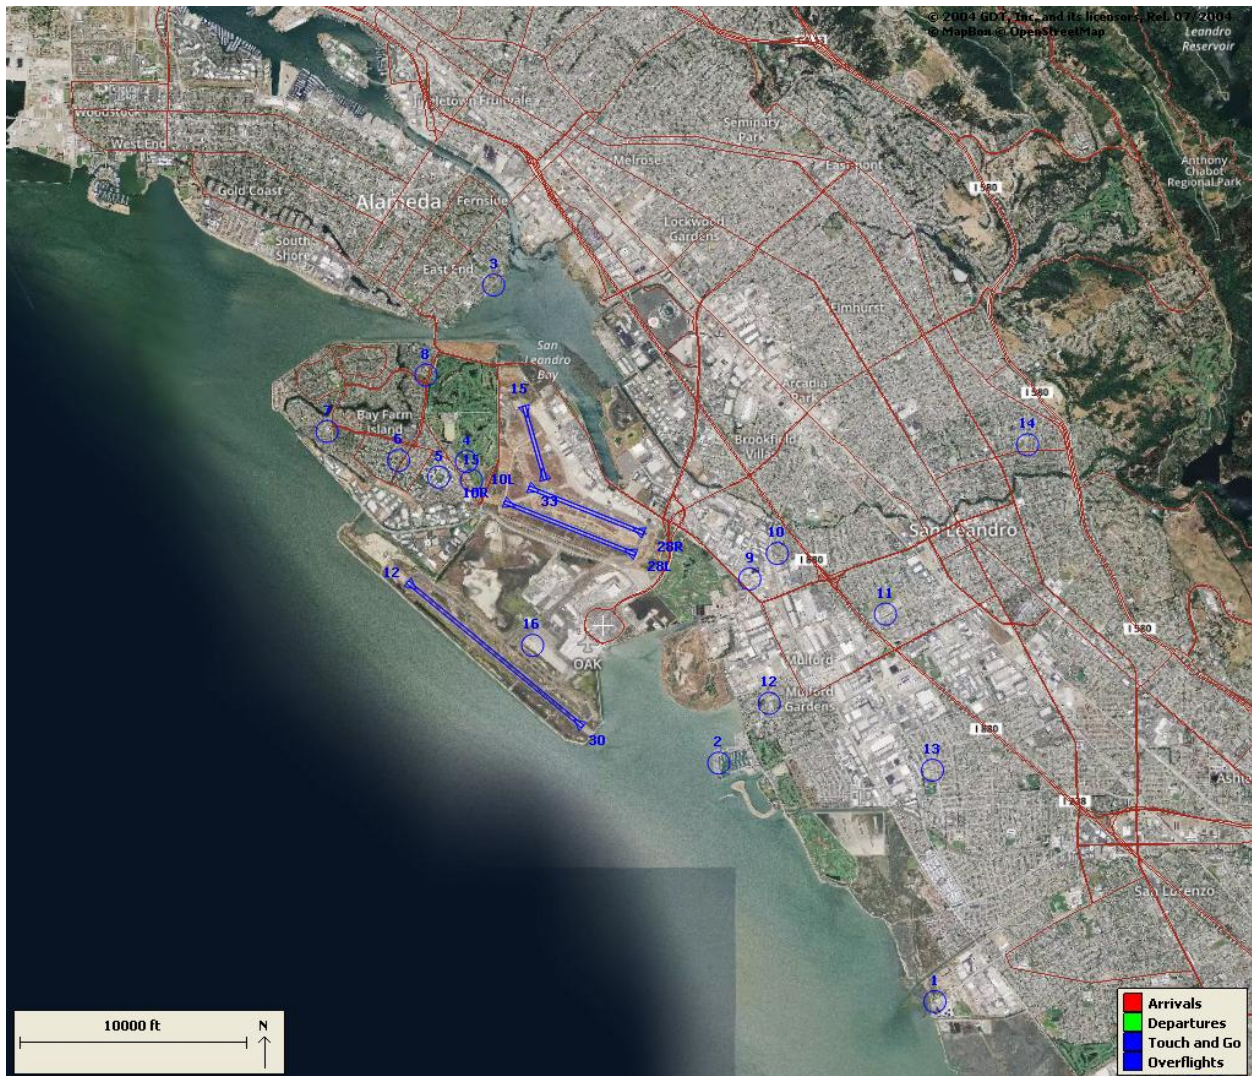 © 2004 GDT, Inc, and its licensors, Rel. 07/2004
© MapBox © OpenStreetMap
Leandro
Reservoir
Jingletown Fruitvale
Woodstock
Seminary
Park
West End
Melrose
Eastmont
Anthony
Chabot
Regional Park
I 580
Gold Coast
Alameda
Fernside
Lockwood
Gardens
South
Shore
East End
3
Elmhurst
San
Leandro
Bay
8
15
Arcadia
Park
I 580
7
Bay Farm
Island
14
Brookfield
Village
6
5
4
15
10L
10R
33
San Leandro
10
28R
9
I 880
28L
12
11
16
I 580
OAK
Mulford
12
Mulford
Gardens
30
2
I 880
13
I 238
San Lorenzo
1
10000 ft
N
Arrivals
Departures
Touch and Go
Overflights